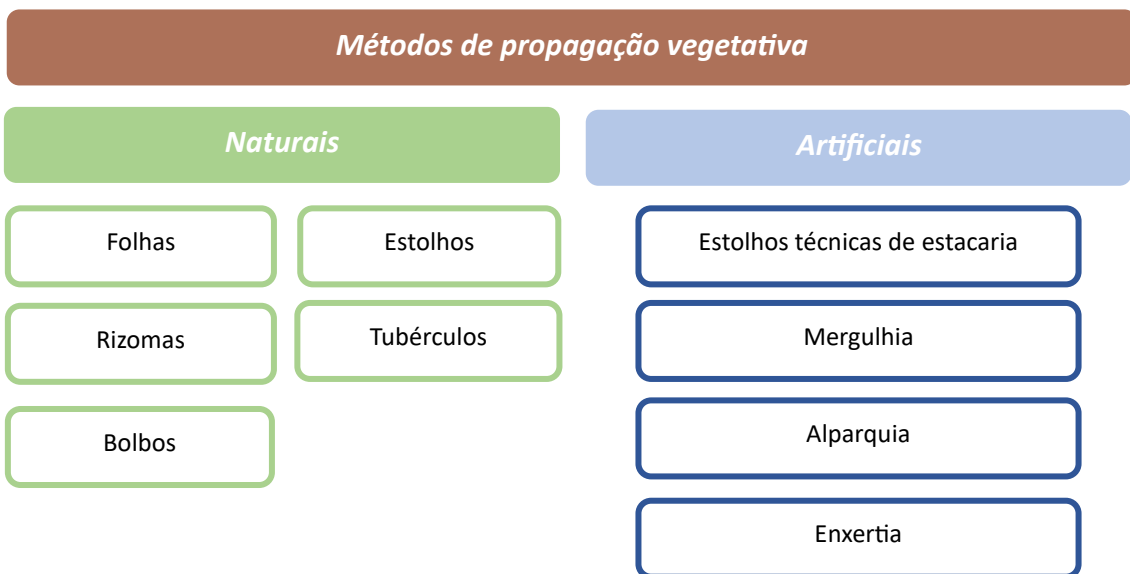 Métodos de propagação vegetativa
Naturais
Artificiais
Folhas
Estolhos
Estolhos técnicas de estacaria
Rizomas
Tubérculos
Mergulhia
Bolbos
Alparquia
Enxertia